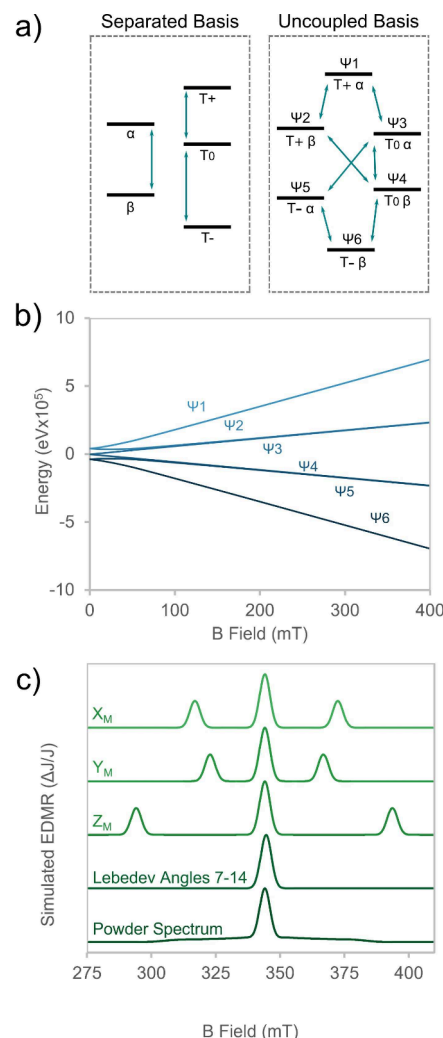 a)
Separated Basis
Uncoupled Basis
α
β
T+
T0
T-
Ψ1
T+ α
Ψ2
T+ β
Ψ3
T0 α
Ψ4
T0 β
Ψ5
T- α
Ψ6
T- β
b)
Energy (eVx10⁵)
10
5
0
-5
-10
Ψ1
Ψ2
Ψ3
Ψ4
Ψ5
Ψ6
0 100 200 300 400
B Field (mT)
c)
Simulated EDMR (ΔJ/J)
XM
YM
ZM
Lebedev Angles 7-14
Powder Spectrum
275 300 325 350 375 400
B Field (mT)